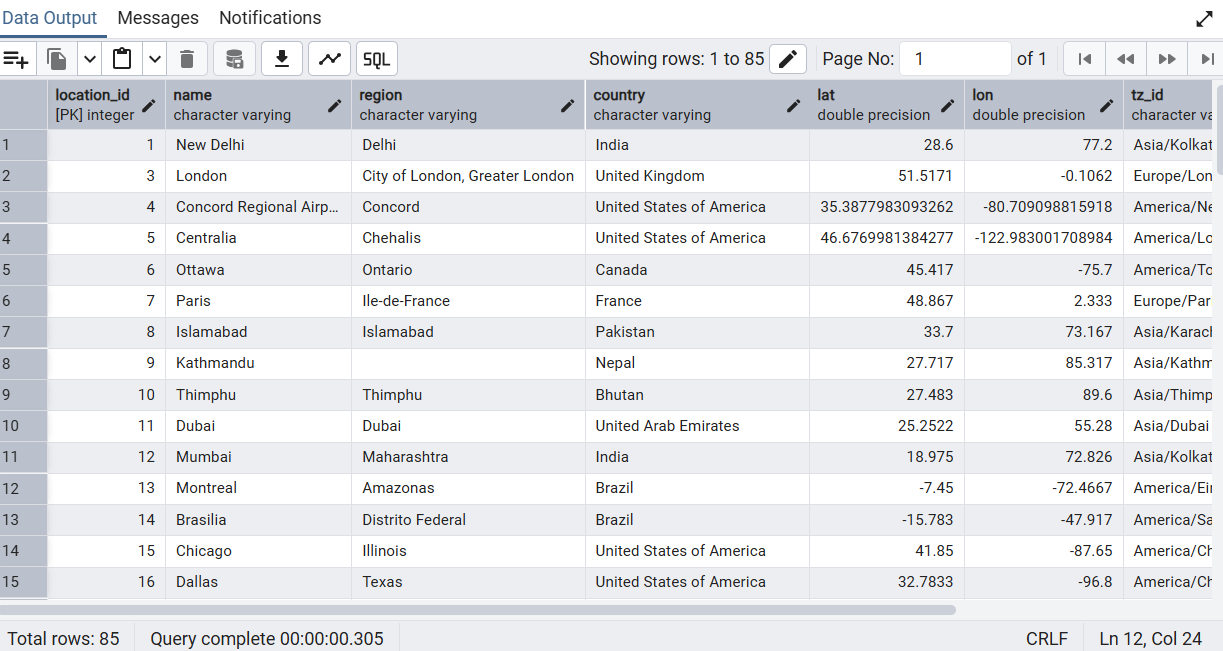 Data Output Messages Notifications
SQL Showing rows: 1 to 85 Page No: 1 of 1
location_id name region country lat lon tz_id
[PK] integer character varying character varying character varying double precision double precision character va
1 1 New Delhi Delhi India 28.6 77.2 Asia/Kolkat
2 3 London City of London, Greater London United Kingdom 51.5171 -0.1062 Europe/Lon
3 4 Concord Regional Airp... Concord United States of America 35.3877983093262 -80.709098815918 America/Ne
4 5 Centralia Chehalis United States of America 46.6769981384277 -122.983001708984 America/Lo
5 6 Ottawa Ontario Canada 45.417 -75.7 America/To
6 7 Paris Ile-de-France France 48.867 2.333 Europe/Par
7 8 Islamabad Islamabad Pakistan 33.7 73.167 Asia/Karach
8 9 Kathmandu Nepal 27.717 85.317 Asia/Kathm
9 10 Thimphu Thimphu Bhutan 27.483 89.6 Asia/Thimp
10 11 Dubai Dubai United Arab Emirates 25.2522 55.28 Asia/Dubai
11 12 Mumbai Maharashtra India 18.975 72.826 Asia/Kolkat
12 13 Montreal Amazonas Brazil -7.45 -72.4667 America/Eir
13 14 Brasilia Distrito Federal Brazil -15.783 -47.917 America/Sa
14 15 Chicago Illinois United States of America 41.85 -87.65 America/Ch
15 16 Dallas Texas United States of America 32.7833 -96.8 America/Ch
Total rows: 85 Query complete 00:00:00.305 CRLF Ln 12, Col 24